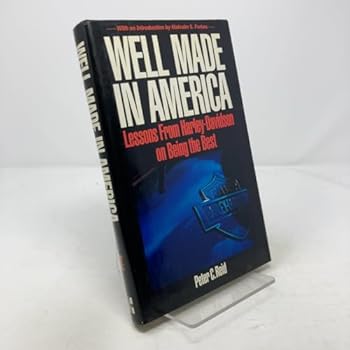 With an Introduction by Malcolm S. Forbes
WELL MADE
IN AMERICA
Lessons From Harley-Davidson
on Being the Best
Peter C. Reid
WELL MADE IN AMERICA